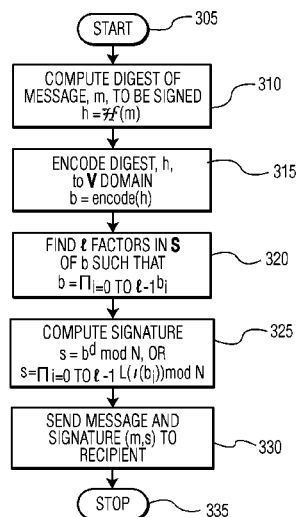 START
305
COMPUTE DIGEST OF
MESSAGE, m, TO BE SIGNED
h = ℋ(m)
310
ENCODE DIGEST, h,
to V DOMAIN
b = encode(h)
315
FIND ℓ FACTORS IN S
OF b SUCH THAT
b = ∏i=0 TO ℓ-1 bi
320
COMPUTE SIGNATURE
s = b^d mod N, OR
s=∏i=0 TO ℓ-1 L(ι(bi))mod N
325
SEND MESSAGE AND
SIGNATURE (m,s) TO
RECIPIENT
330
STOP
335